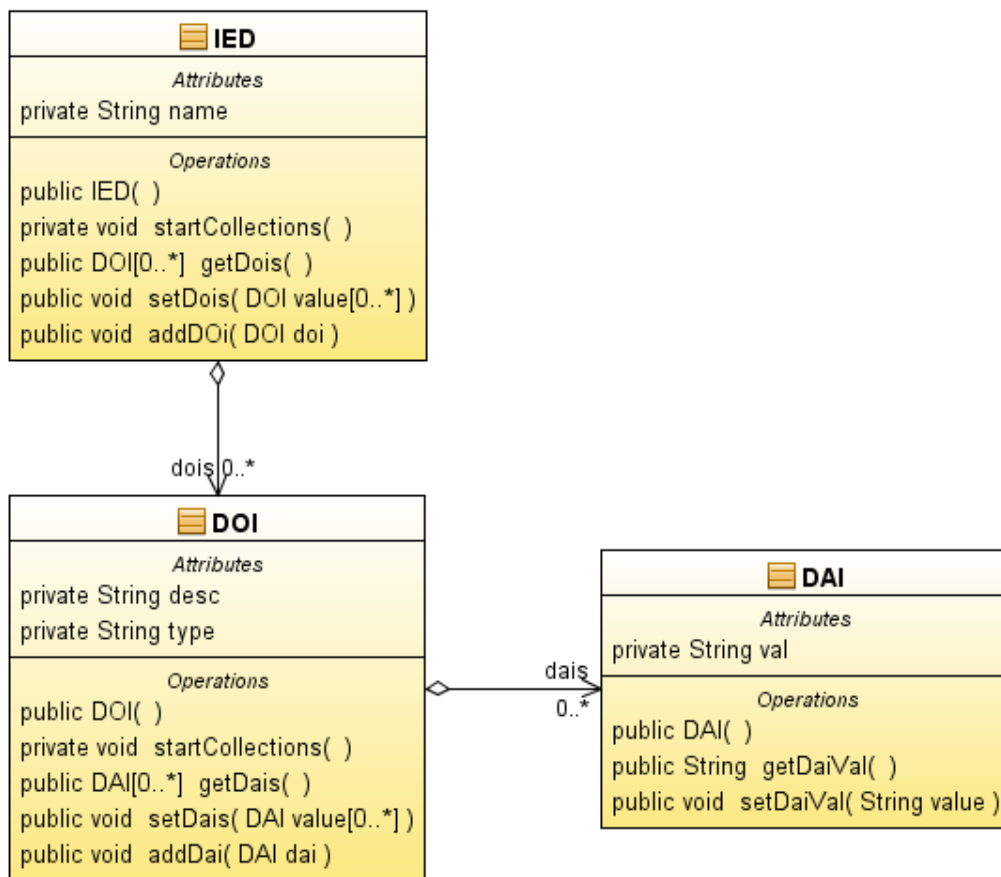 IED
Attributes
private String name
Operations
public IED( )
private void startCollections( )
public DOI[0..*] getDois( )
public void setDois( DOI value[0..*] )
public void addDOi( DOI doi )
dois 0..*
DOI
Attributes
private String desc
private String type
Operations
public DOI( )
private void startCollections( )
public DAI[0..*] getDais( )
public void setDais( DAI value[0..*] )
public void addDai( DAI dai )
dais
0..*
DAI
Attributes
private String val
Operations
public DAI( )
public String getDaiVal( )
public void setDaiVal( String value )